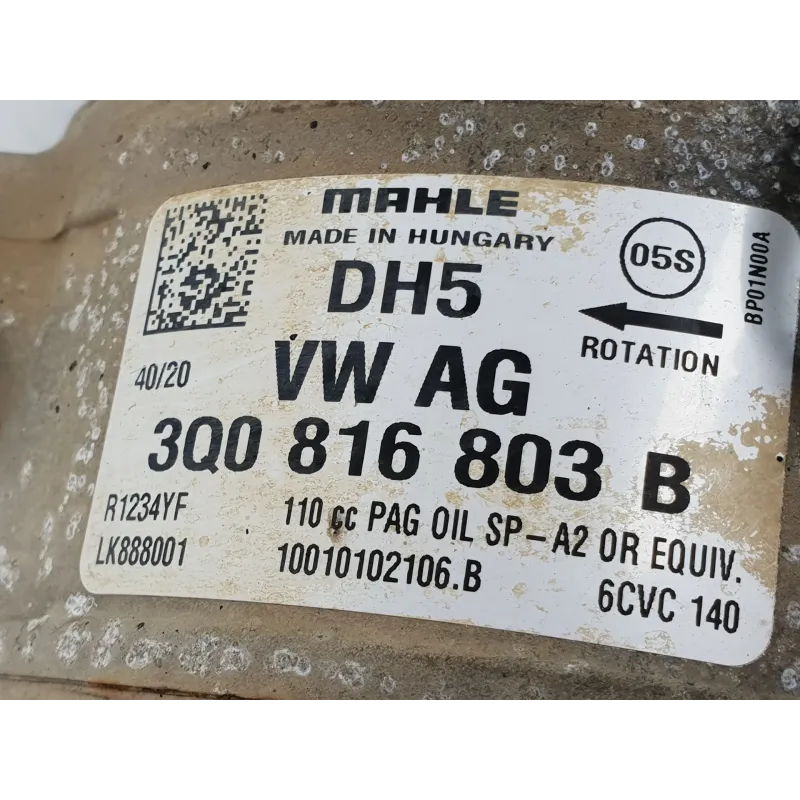 MAHLE
MADE IN HUNGARY
05S
BP01N00A
DH5
ROTATION
40/20
VW AG
3Q0 816 803 B
R1234YF
110 cc PAG OIL SP-A2 OR EQUIV.
LK888001
10010102106.B
6CVC 140